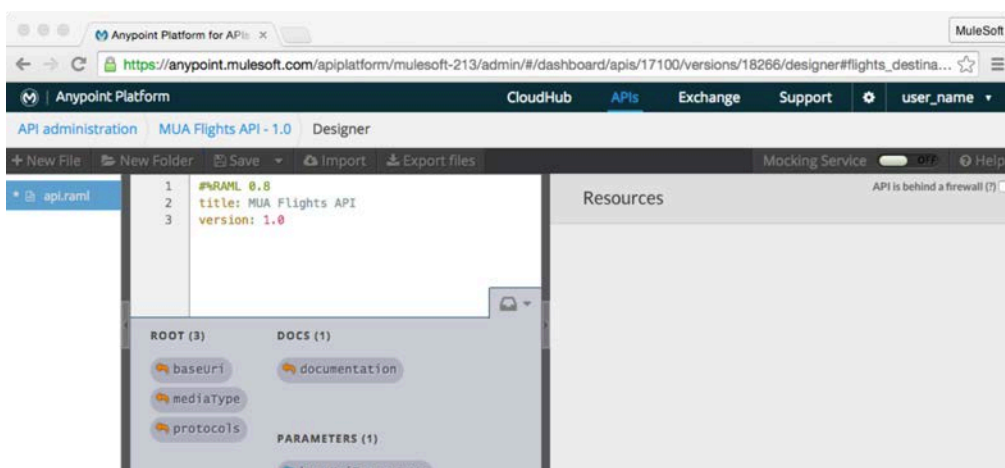 Anypoint Platform for APIs
MuleSoft
https://anypoint.mulesoft.com/apiplatform/mulesoft-213/admin/#/dashboard/apis/17100/versions/18266/designer#flights_destina...
Anypoint Platform CloudHub APIs Exchange Support user_name
API administration MUA Flights API - 1.0 Designer
+ New File New Folder Save Import Export files Mocking Service OFF Help
* api.raml
1 #%RAML 0.8
2 title: MUA Flights API
3 version: 1.0
Resources
API is behind a firewall (?)
ROOT (3) DOCS (1)
baseUri documentation
mediaType
protocols
PARAMETERS (1)